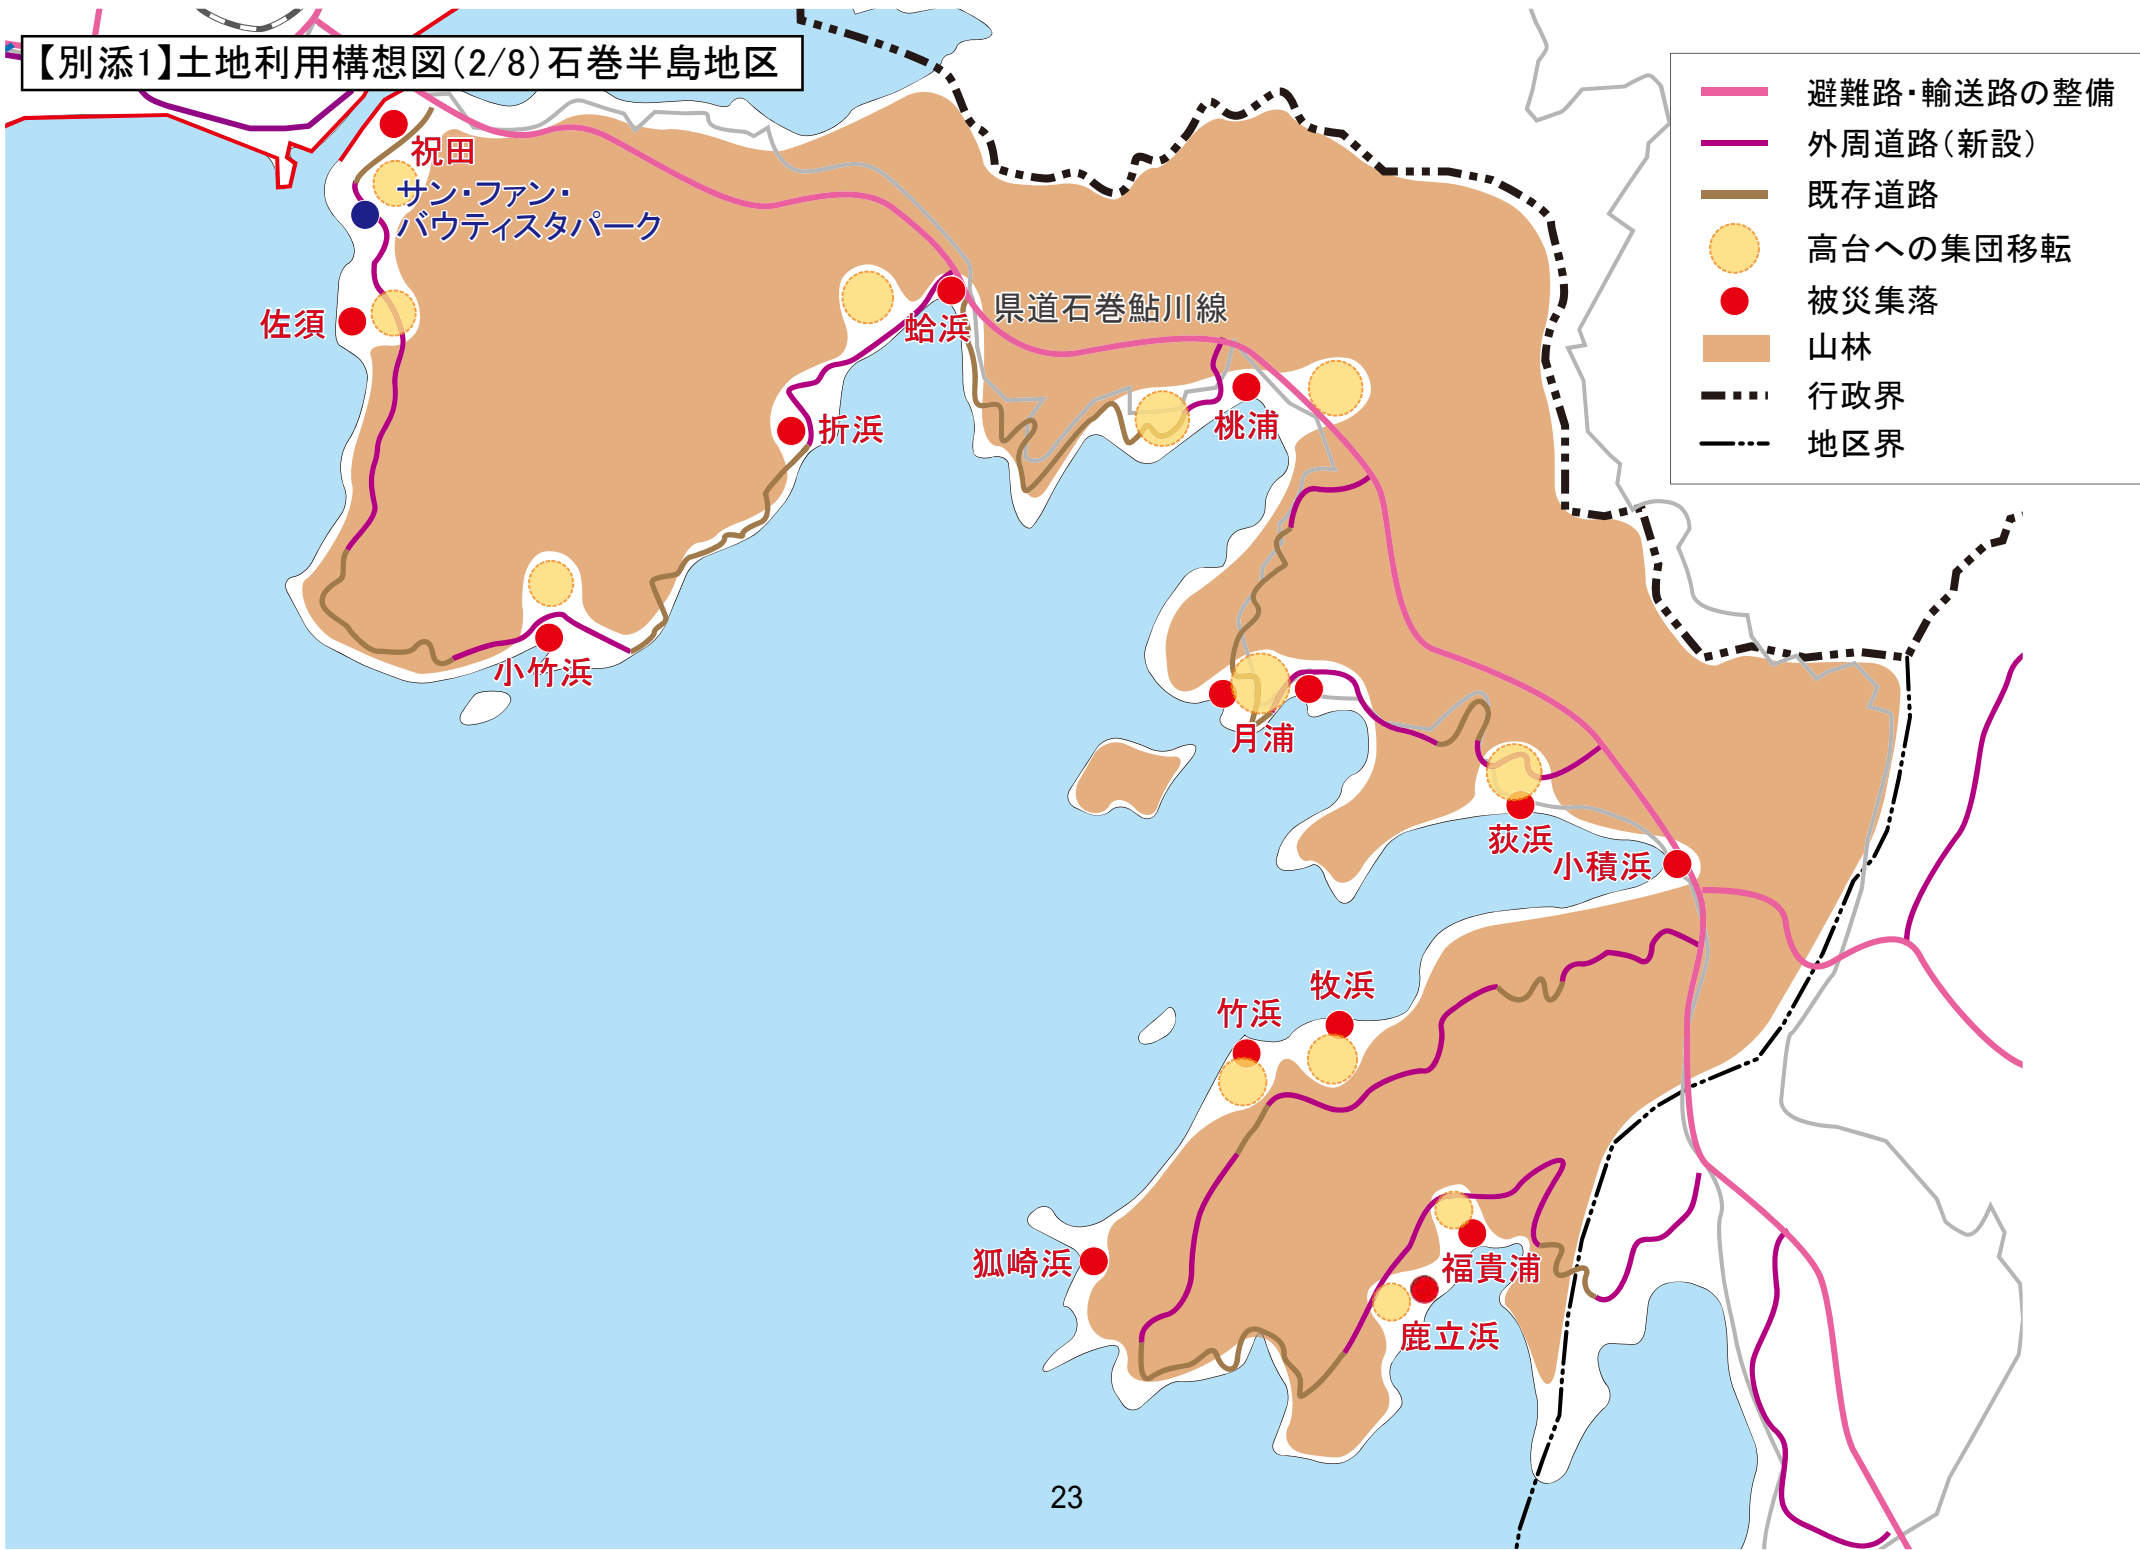 【別添1】土地利用構想図(2/8)石巻半島地区
避難路・輸送路の整備
外周道路(新設)
既存道路
高台への集団移転
被災集落
山林
行政界
地区界
祝田
サン・ファン・
バウティスタパーク
佐須
蛤浜
県道石巻鮎川線
折浜
桃浦
小竹浜
月浦
荻浜
小積浜
牧浜
竹浜
狐崎浜
福貴浦
鹿立浜
23